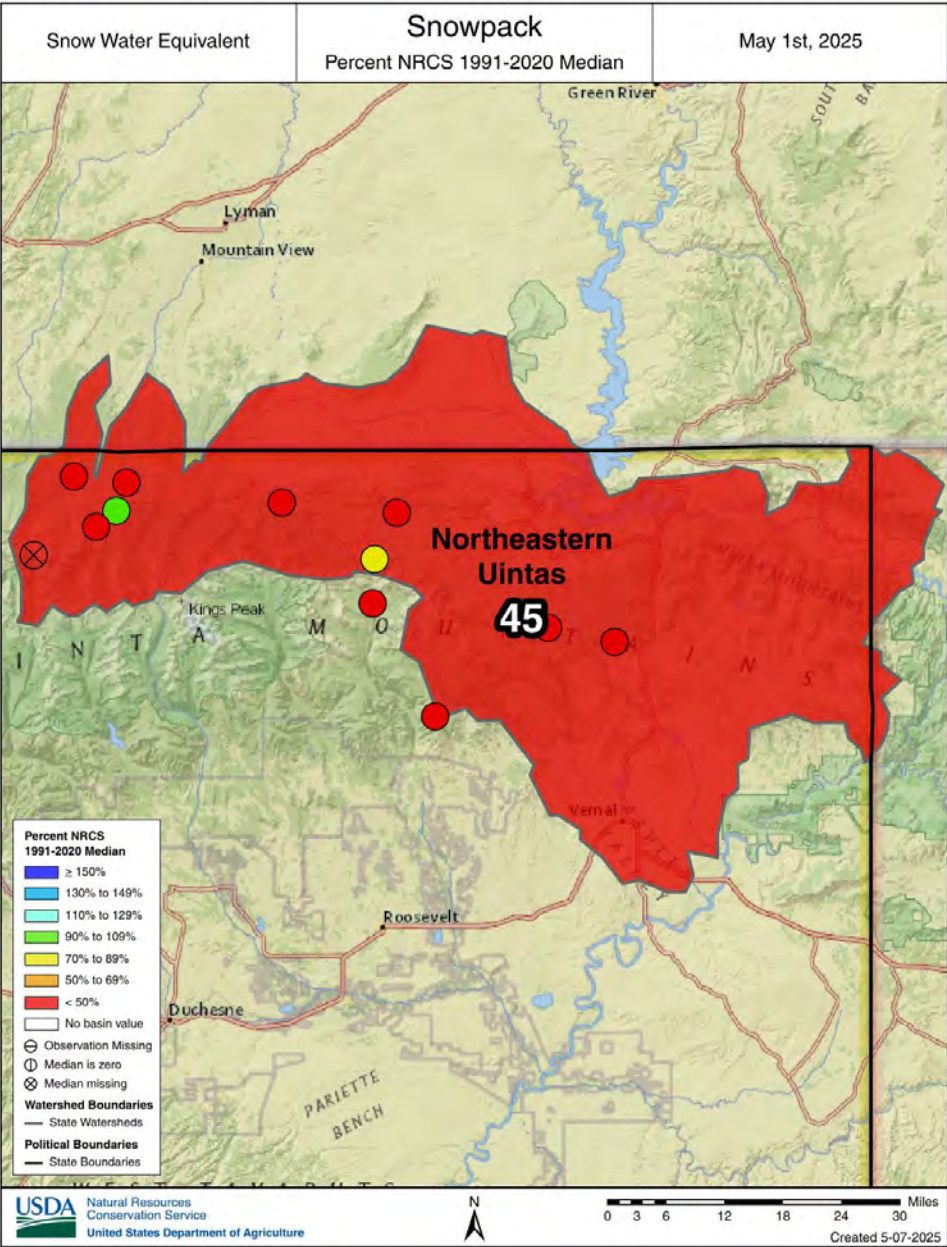 Snow Water Equivalent
Snowpack
Percent NRCS 1991-2020 Median
May 1st, 2025
Green River
SOUT
BA
Lyman
Mountain View
Northeastern
Uintas
45
Kings Peak
I N T A M O U T A I N S
Vernal
Roosevelt
Duchesne
PARIETTE
BENCH
Percent NRCS
1991-2020 Median
≥ 150%
130% to 149%
110% to 129%
90% to 109%
70% to 89%
50% to 69%
< 50%
No basin value
Observation Missing
Median is zero
Median missing
Watershed Boundaries
State Watersheds
Political Boundaries
State Boundaries
USDA
Natural Resources
Conservation Service
United States Department of Agriculture
N
0 3 6 12 18 24 30
Miles
Created 5-07-2025